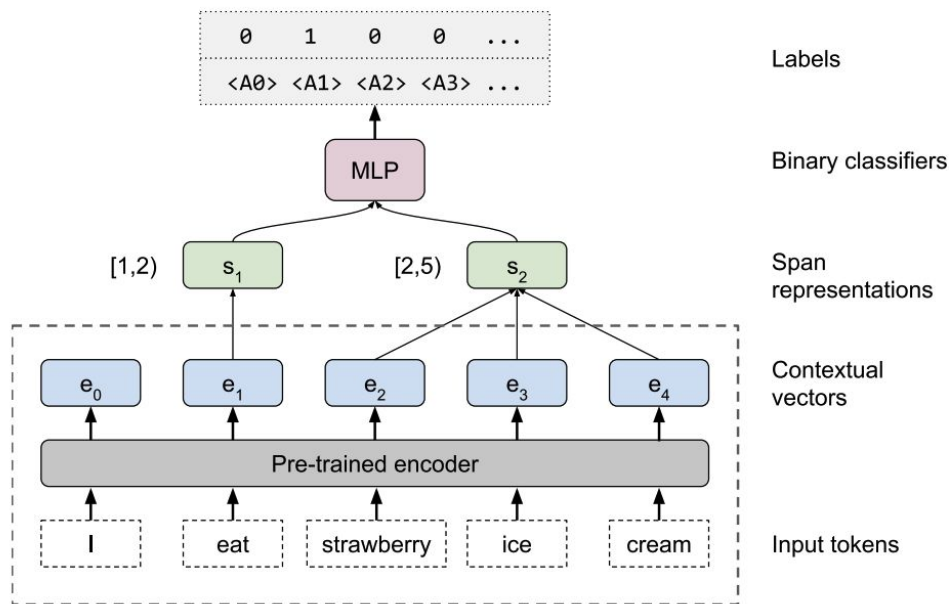 0 1 0 0 ...
<A0> <A1> <A2> <A3> ...
Labels
MLP
Binary classifiers
[1,2) s₁ [2,5) s₂
Span
representations
e₀ e₁ e₂ e₃ e₄
Contextual
vectors
Pre-trained encoder
I eat strawberry ice cream
Input tokens